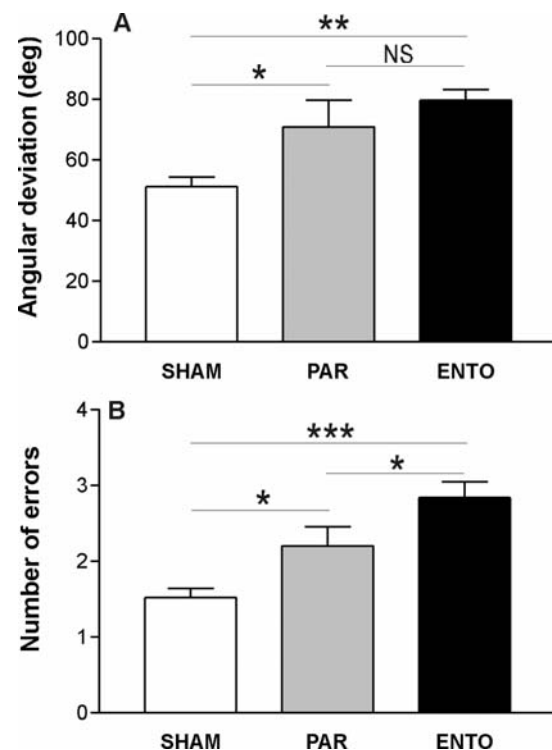 A
Angular deviation (deg)
100
80
60
40
20
0
**
NS
*
SHAM PAR ENTO
B
Number of errors
4
3
2
1
0
***
*
*
SHAM PAR ENTO